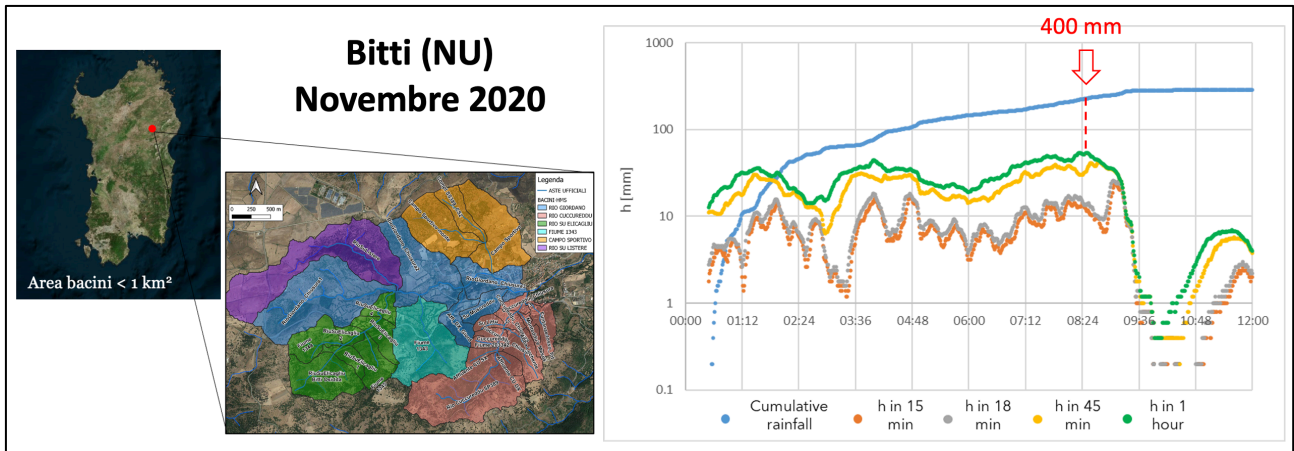 Bitti (NU)
Novembre 2020
Area bacini < 1 km²
0 250 500 m
Legenda
ASTE UFFICIALI
BACINI HMS
RIO GIORDANO
RIO CUCCUREDDU
RIO SU ELICAGLIU
FIUME 1343
CAMPO SPORTIVO
RIO SU LISTERE
400 mm
h [mm]
1000
100
10
1
0.1
00:00 01:12 02:24 03:36 04:48 06:00 07:12 08:24 09:36 10:48 12:00
Cumulative rainfall
h in 15 min
h in 18 min
h in 45 min
h in 1 hour